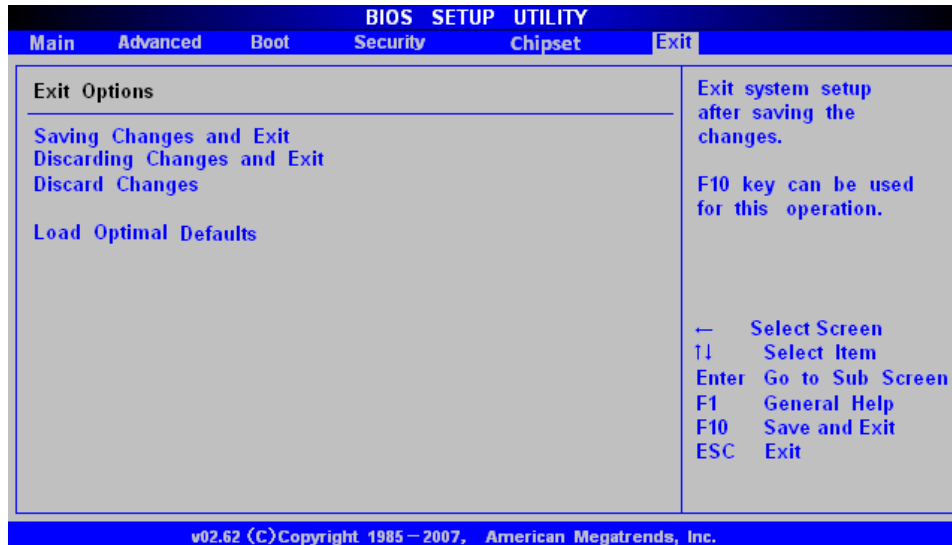 BIOS SETUP UTILITY
Main Advanced Boot Security Chipset Exit
Exit Options
Saving Changes and Exit
Discarding Changes and Exit
Discard Changes
Load Optimal Defaults
Exit system setup
after saving the
changes.
F10 key can be used
for this operation.
← Select Screen
↑↓ Select Item
Enter Go to Sub Screen
F1 General Help
F10 Save and Exit
ESC Exit
v02.62 (C)Copyright 1985－2007, American Megatrends, Inc.